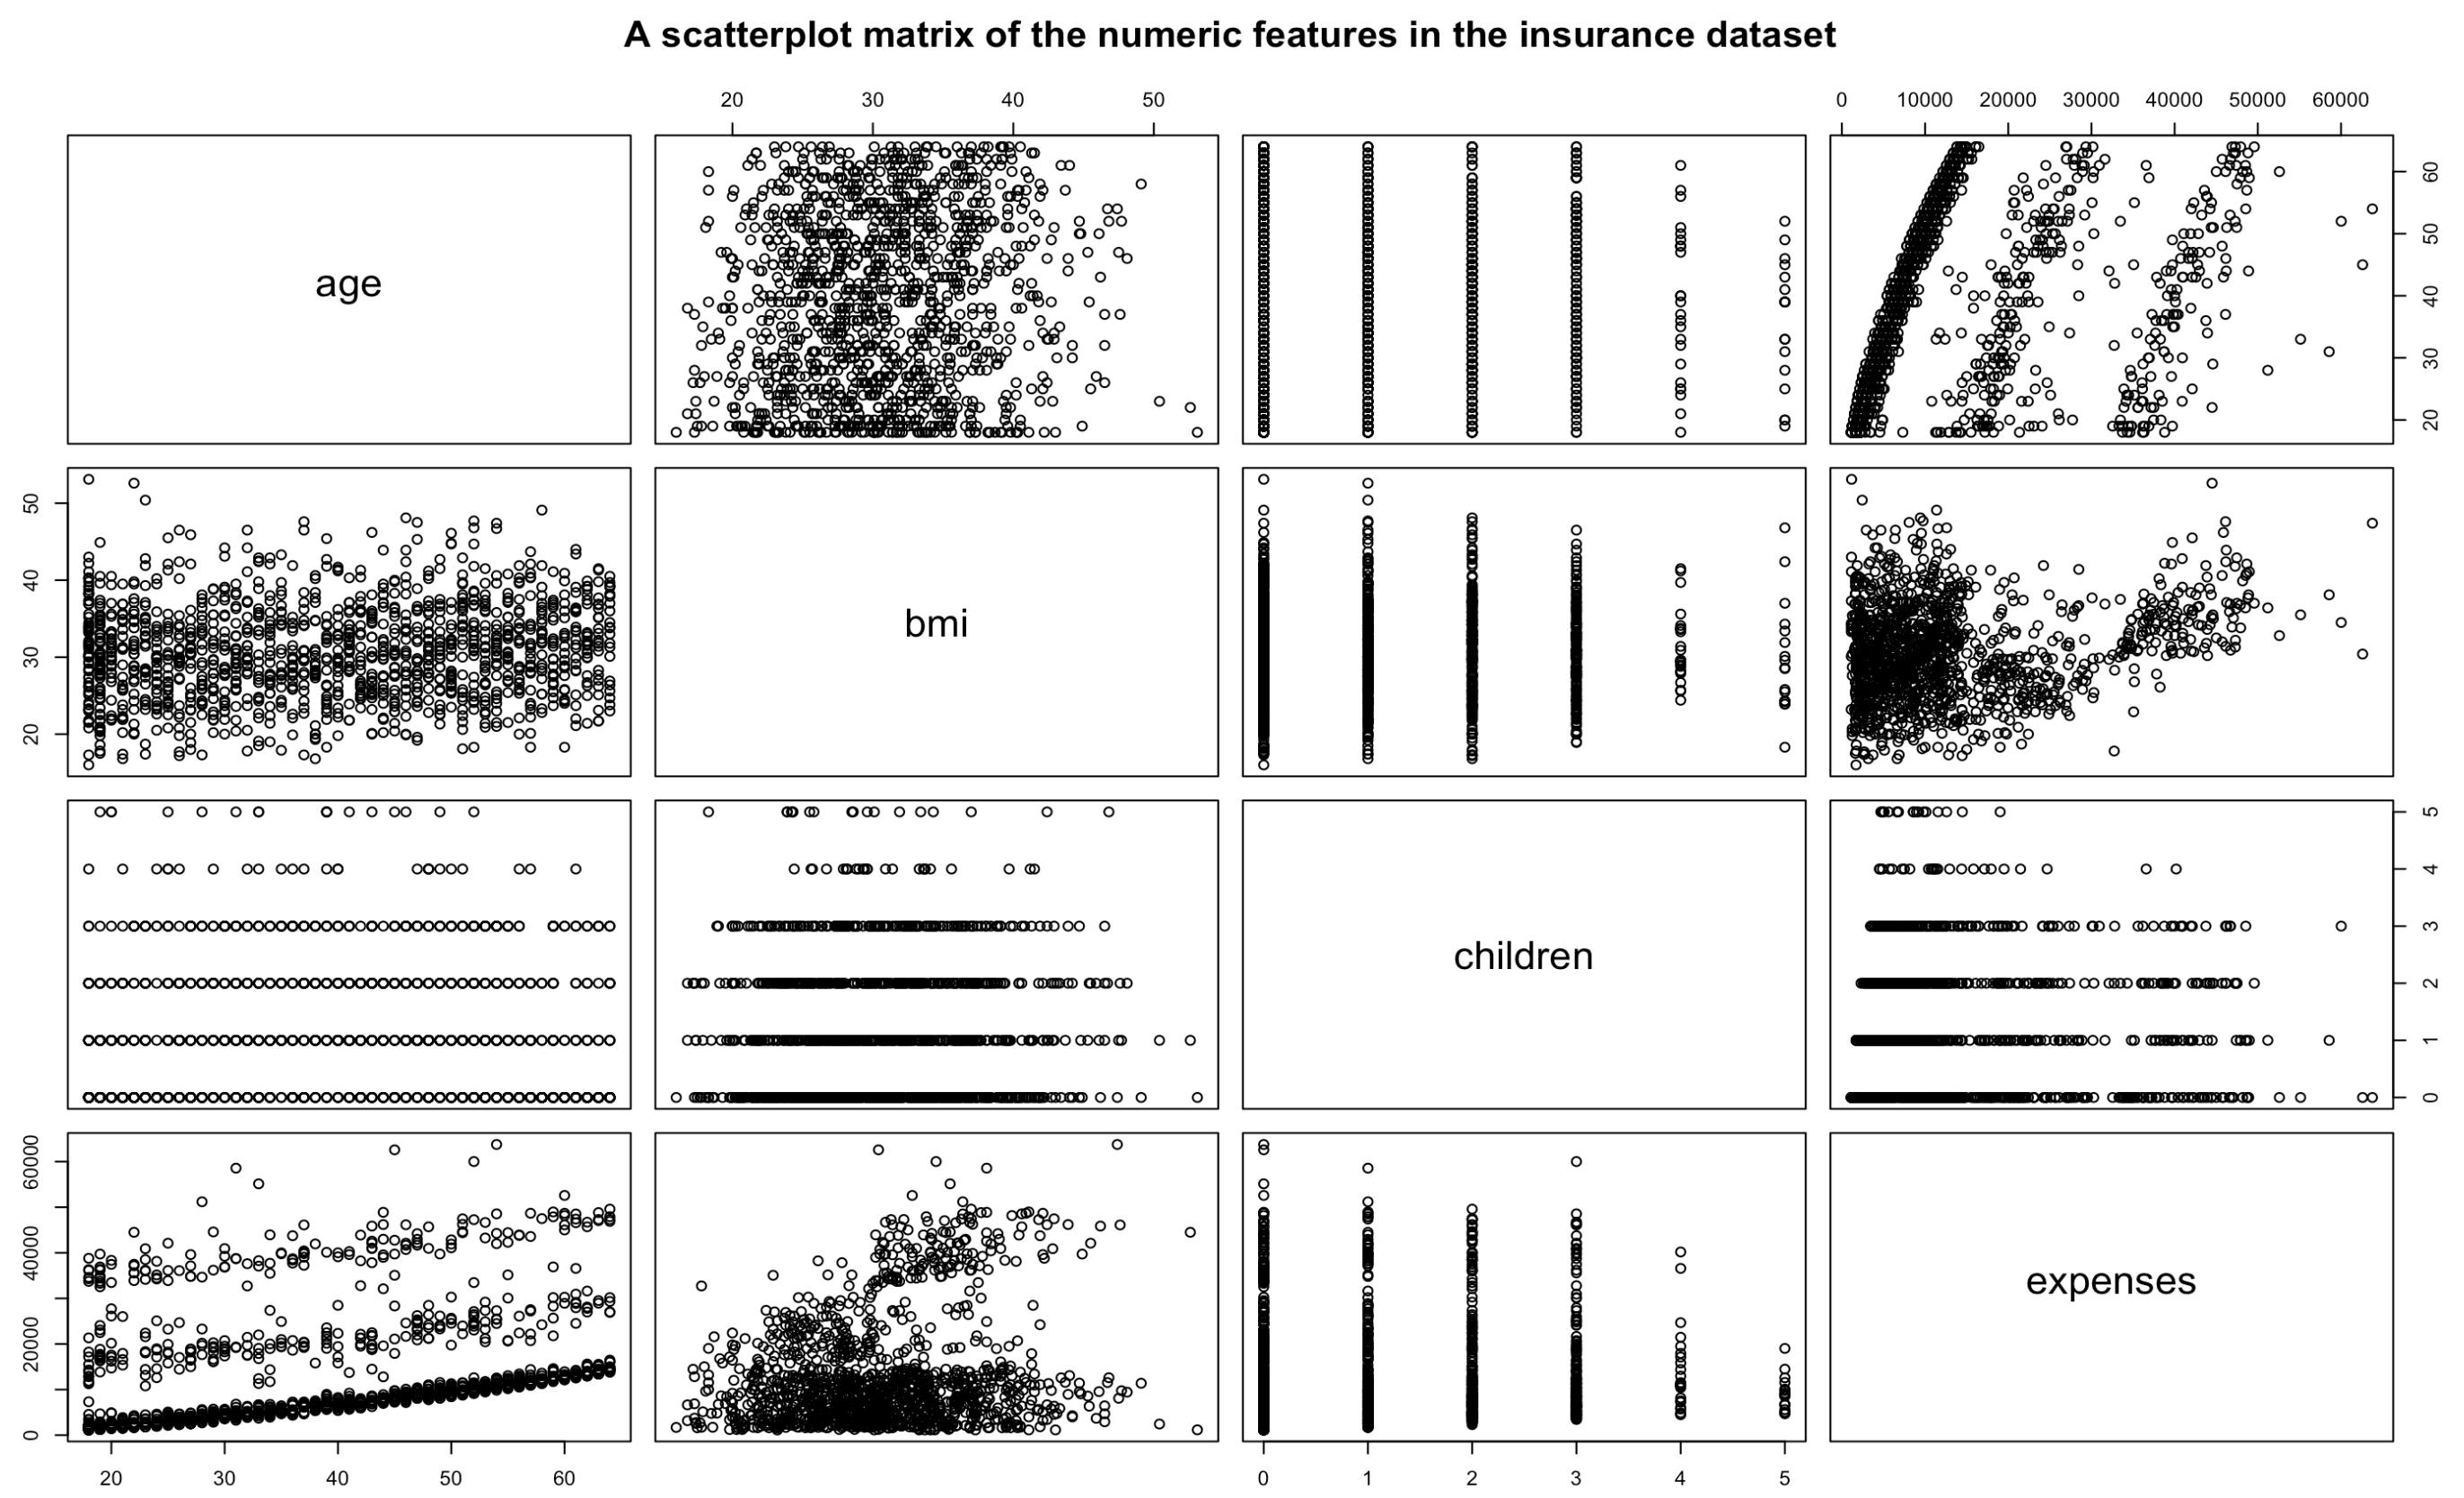 A scatterplot matrix of the numeric features in the insurance dataset
20 30 40 50
0 10000 20000 30000 40000 50000 60000
age
20 30 40 50 60
20 30 40 50
bmi
children
0 1 2 3 4 5
0 20000 40000 60000
expenses
20 30 40 50 60
0 1 2 3 4 5